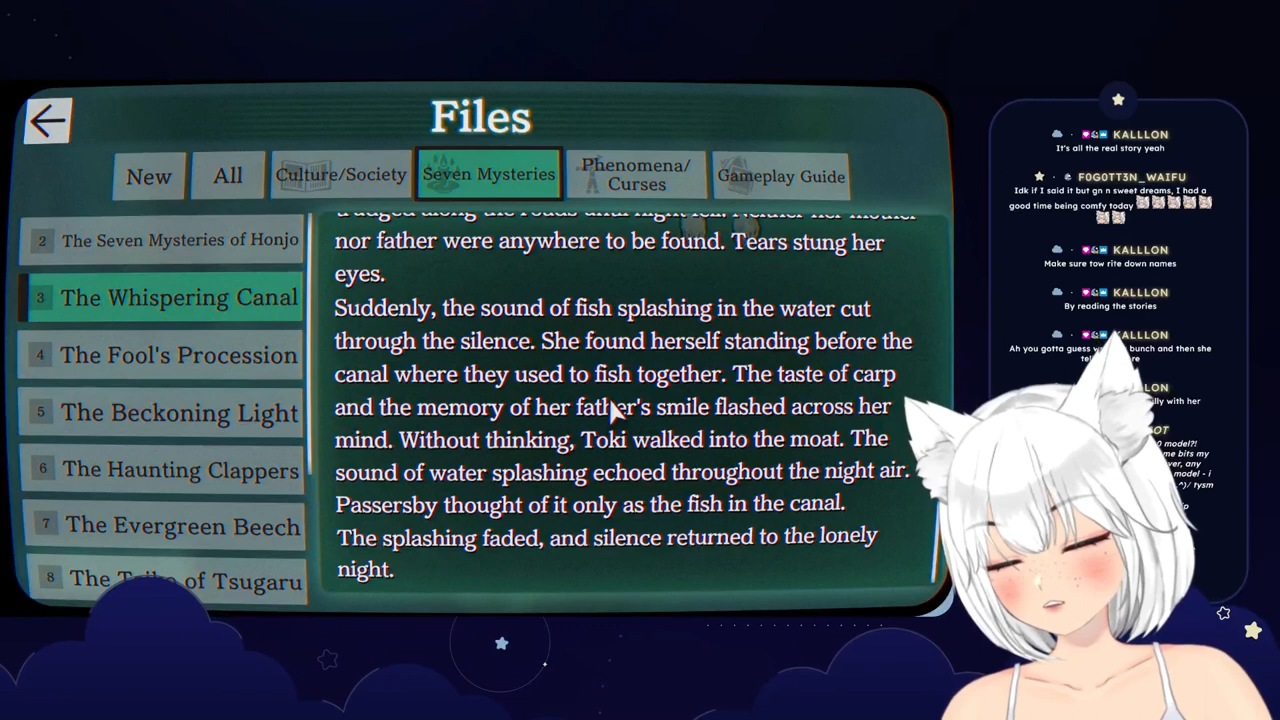 Files
New
All
Culture/Society
Seven Mysteries
Phenomena/
Curses
Gameplay Guide
2 The Seven Mysteries of Honjo
3 The Whispering Canal
4 The Fool's Procession
5 The Beckoning Light
6 The Haunting Clappers
7 The Evergreen Beech
8 The of Tsugaru
nor father were anywhere to be found. Tears stung her
eyes.
Suddenly, the sound of fish splashing in the water cut
through the silence. She found herself standing before the
canal where they used to fish together. The taste of carp
and the memory of her father's smile flashed across her
mind. Without thinking, Toki walked into the moat. The
sound of water splashing echoed throughout the night air.
Passersby thought of it only as the fish in the canal.
The splashing faded, and silence returned to the lonely
night.
KALLLON
It's all the real story yeah
F0G0TT3N_WAIFU
Idk if I said it but gn n sweet dreams, I had a
good time being comfy today
KALLLON
Make sure tow rite down names
KALLLON
By reading the stories
KALLLON
Ah you gotta guess bunch and then she